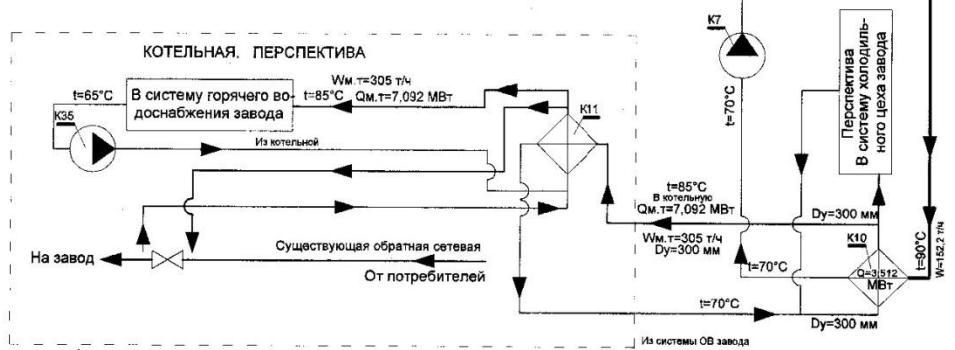 К7
t=70°C
КОТЕЛЬНАЯ. ПЕРСПЕКТИВА
Wм.т=305 т/ч
t=65°C
В систему горячего во-
доснабжения завода
t=85°C
Qм.т=7,092 МВт
К11
К35
Из котельной
Перспектива
В систему холодиль-
ного цеха завода
t=85°C
В котельную
Qм.т=7,092 МВт
Dy=300 мм
Wм.т=305 т/ч
Dy=300 мм
К10
Существующая обратная сетевая
На завод
От потребителей
t=70°C
Q=3,512
МВт
t=90°C
W=152,2 т/ч
t=70°C
Dy=300 мм
Из системы ОВ завода